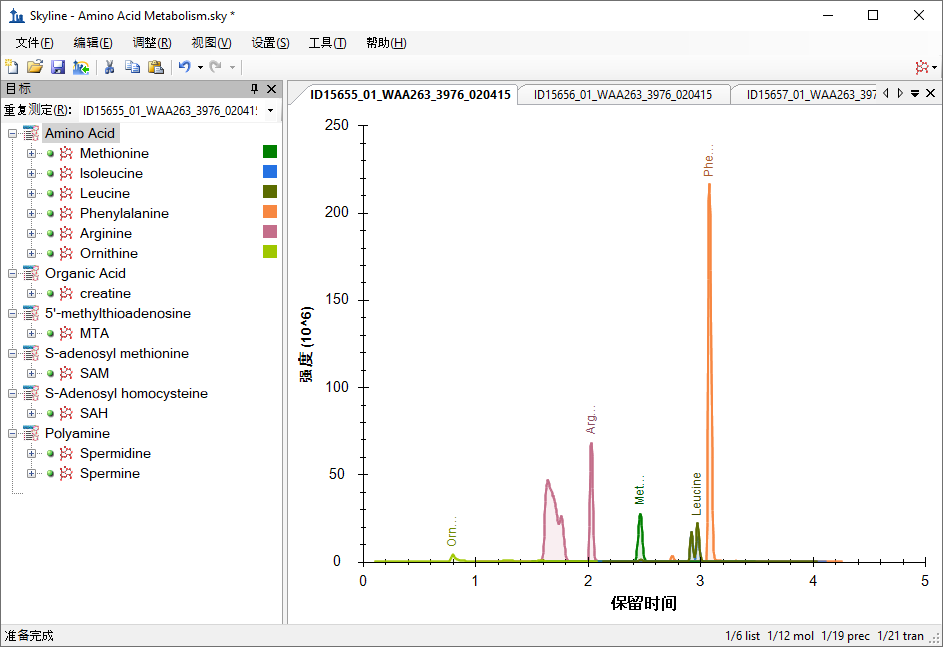 Skyline - Amino Acid Metabolism.sky *
文件(F) 编辑(E) 调整(R) 视图(V) 设置(S) 工具(T) 帮助(H)
目标
重复测定(R): ID15655_01_WAA263_3976_020415
Amino Acid
Methionine
Isoleucine
Leucine
Phenylalanine
Arginine
Ornithine
Organic Acid
creatine
5'-methylthioadenosine
MTA
S-adenosyl methionine
SAM
S-Adenosyl homocysteine
SAH
Polyamine
Spermidine
Spermine
ID15655_01_WAA263_3976_020415 ID15656_01_WAA263_3976_020415 ID15657_01_WAA263_397
250
200
150
100
50
0
强度 (10^6)
Orn...
Arg...
Met...
Leucine
Phe...
0 1 2 3 4 5
保留时间
准备完成 1/6 list 1/12 mol 1/19 prec 1/21 tran